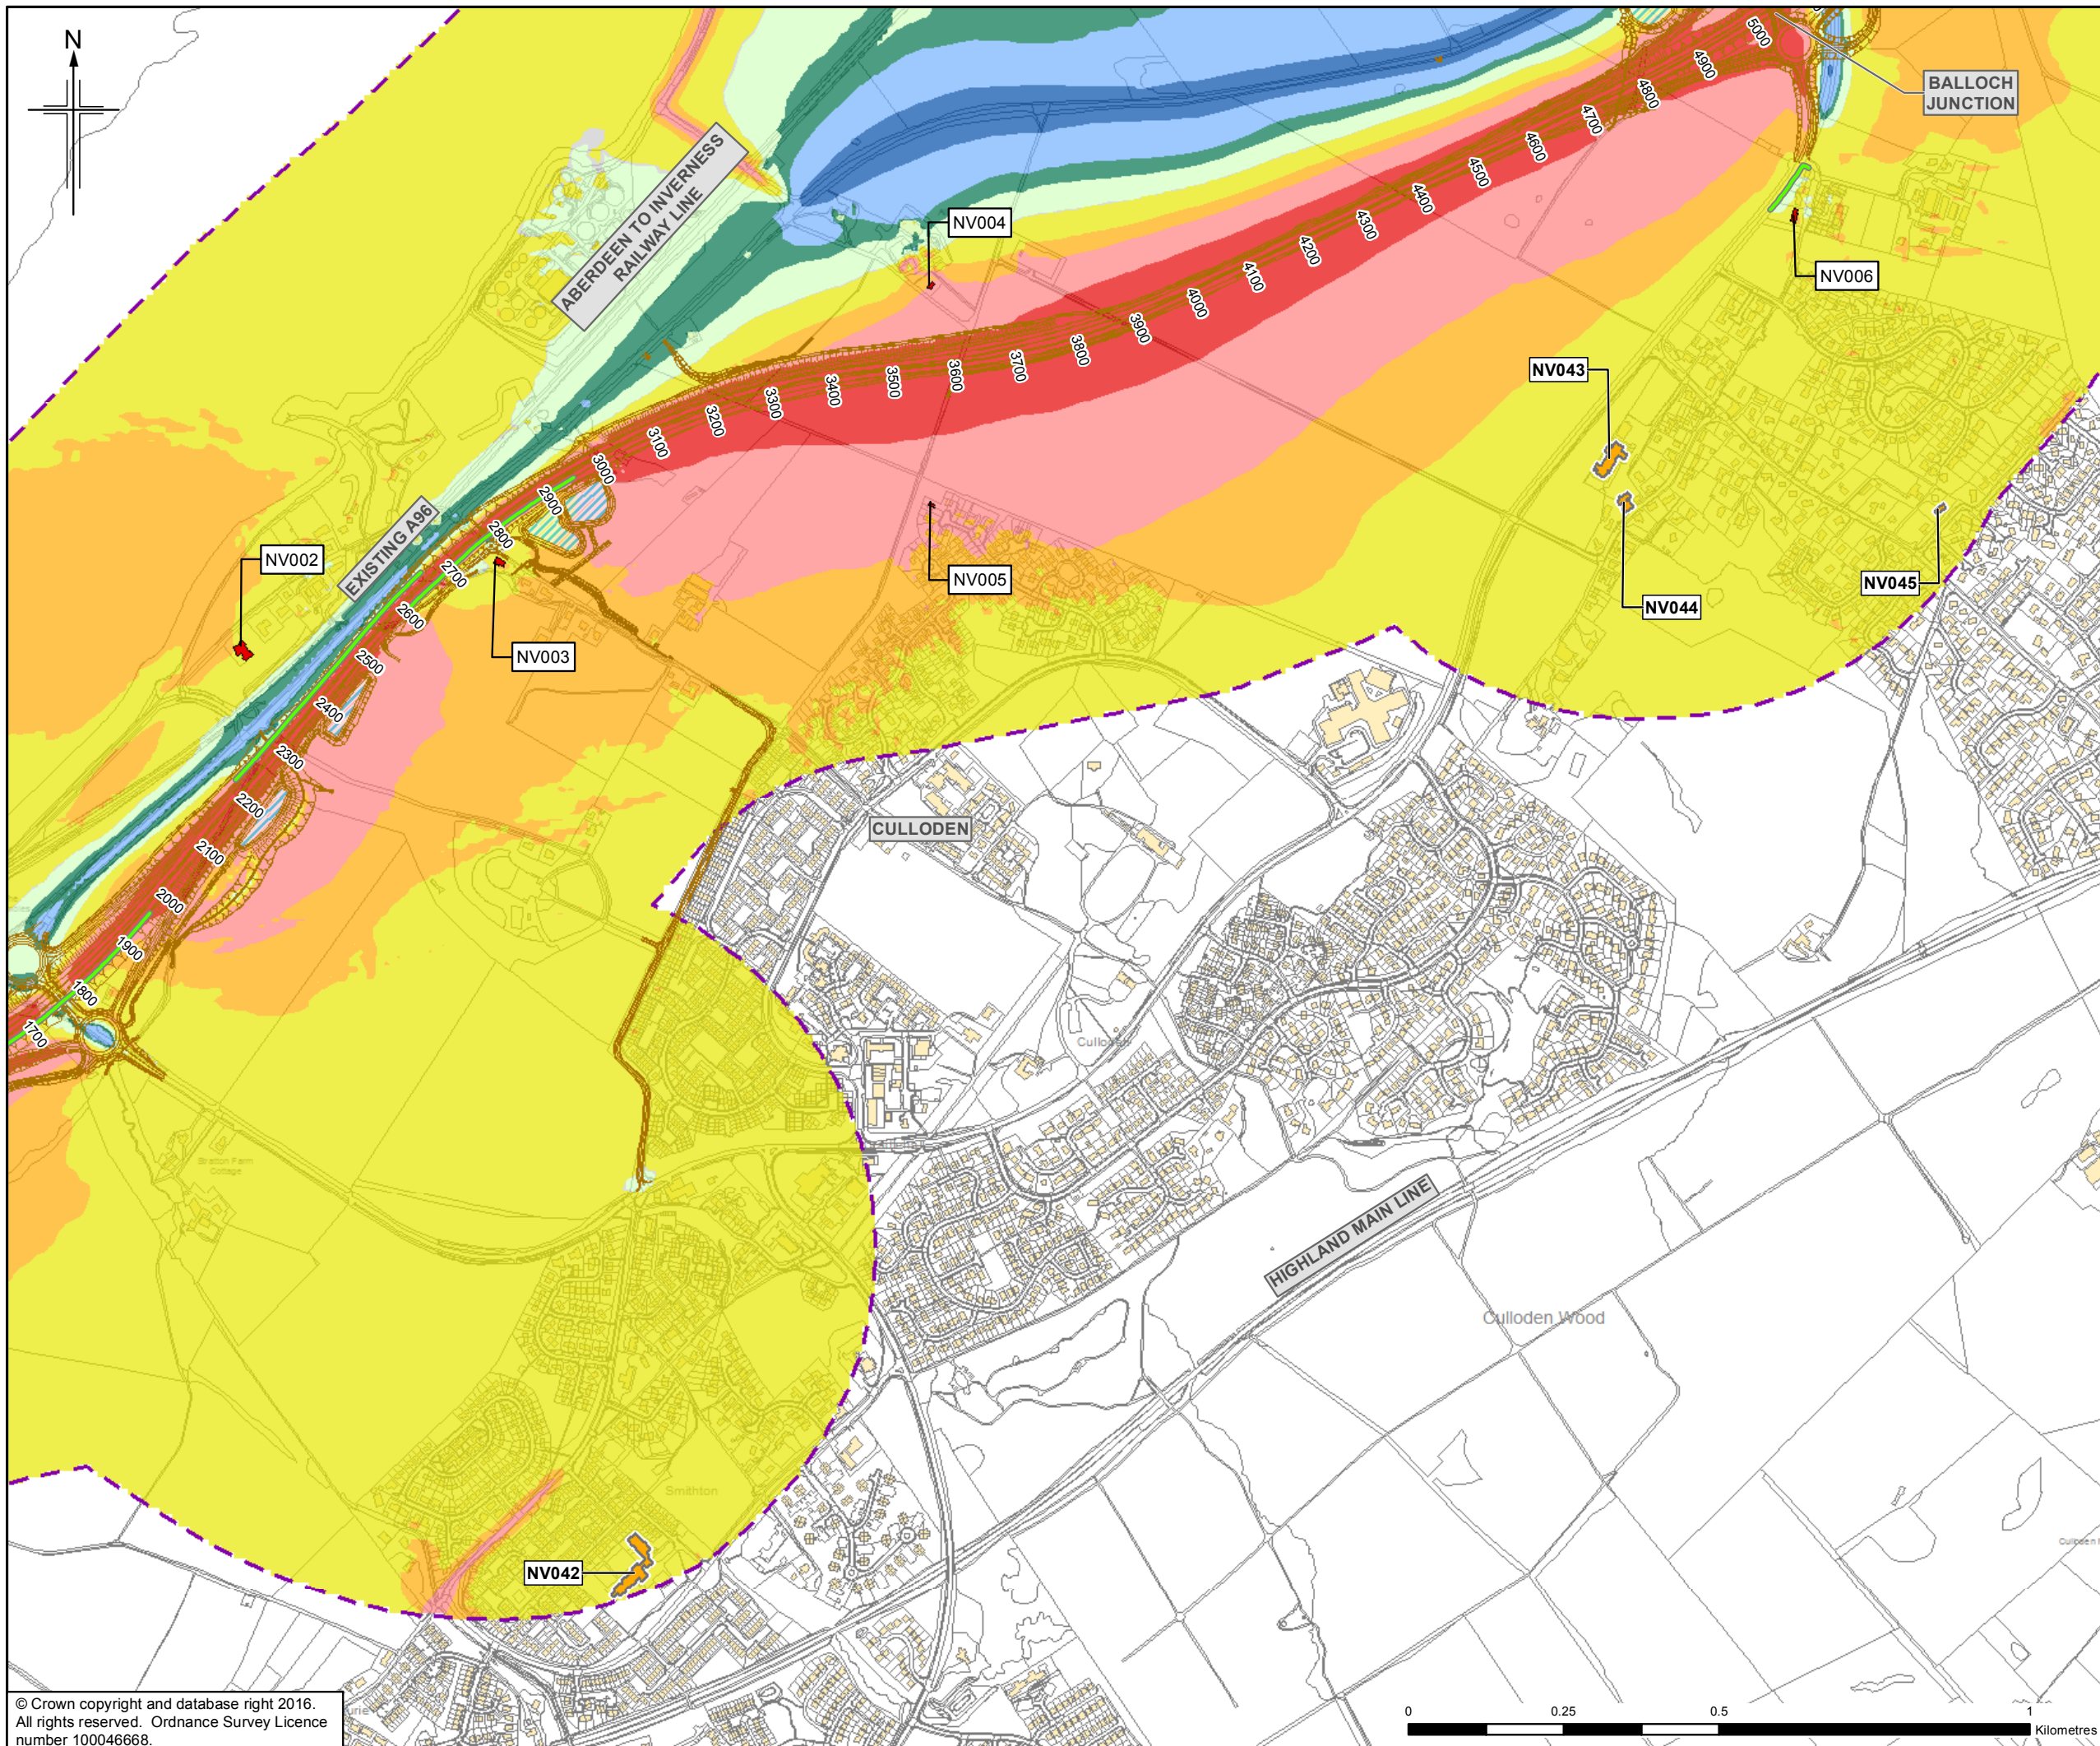 N
5000
4900
4800
4700
4600
4500
4400
4300
4200
4100
4000
3900
3800
3700
3600
3500
3400
3300
3200
3100
3000
2900
2800
2700
2600
2500
2400
2300
2200
2100
2000
1900
1800
1700
BALLOCH
JUNCTION
ABERDEEN TO INVERNESS
RAILWAY LINE
NV004
NV006
NV043
NV002
EXISTING A96
NV003
NV005
NV044
NV045
CULLODEN
Culloden
Stratton Farm
Cottage
HIGHLAND MAIN LINE
Culloden Wood
Smithton
NV042
© Crown copyright and database right 2016.
All rights reserved. Ordnance Survey Licence
number 100046668.
0 0.25 0.5 1
Kilometres